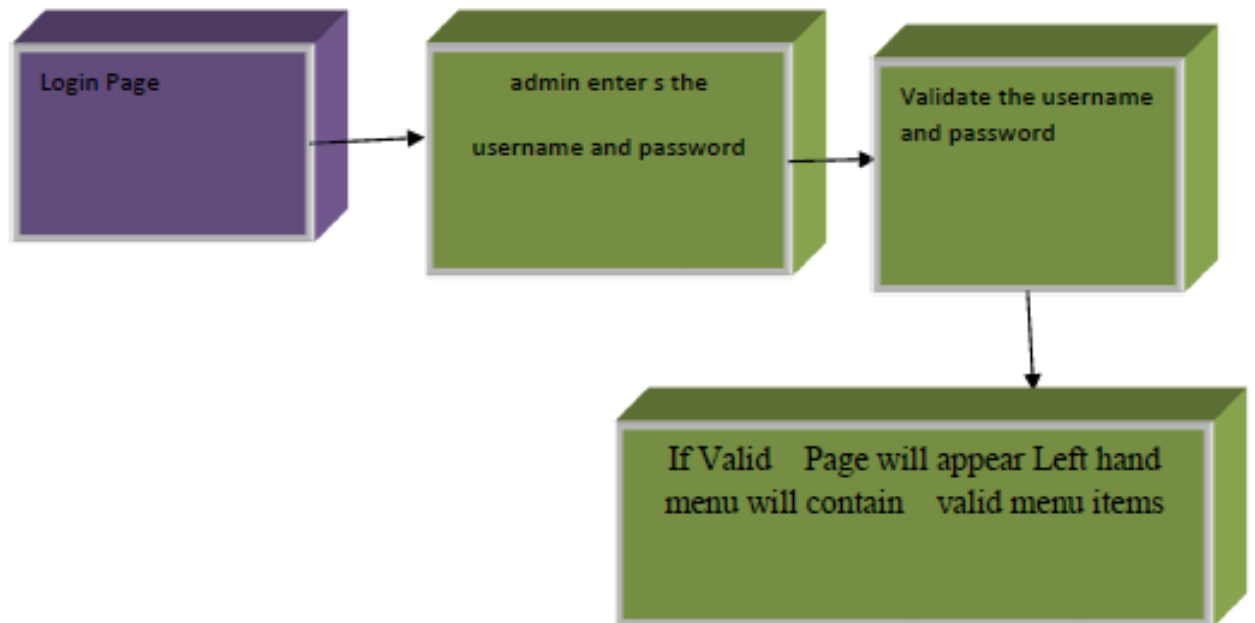 Login Page
admin enter s the
username and password
Validate the username
and password
If Valid Page will appear Left hand
menu will contain valid menu items